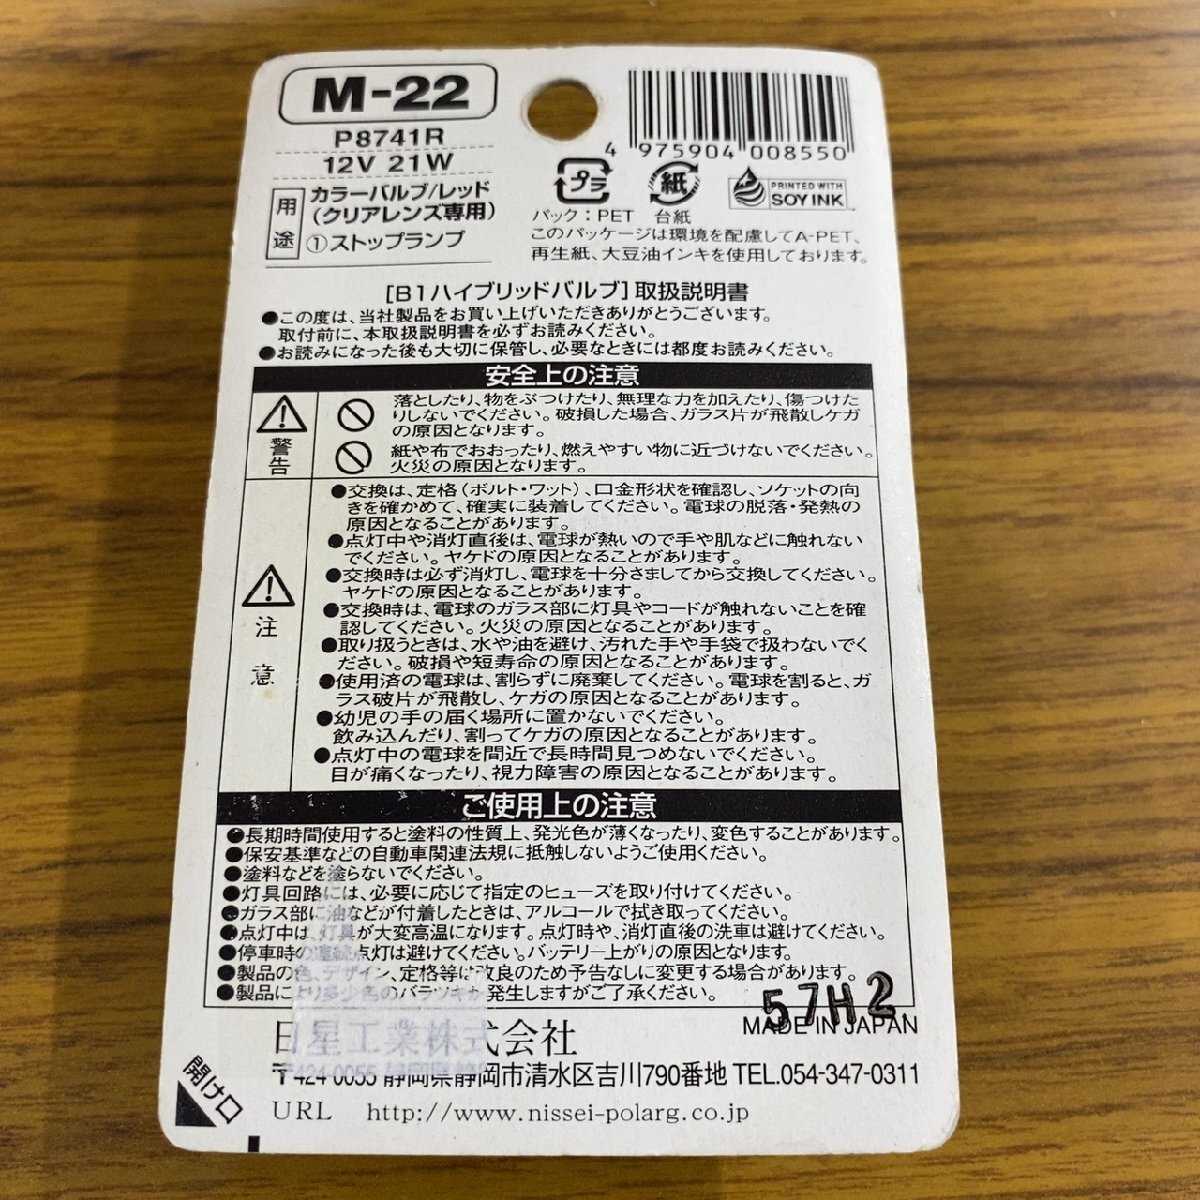 M-22
P8741R
12V 21W
用途
カラーバルブ/レッド
(クリアレンズ専用)
①ストップランプ
4 975904 008550
プラ
紙
PRINTED WITH
SOY INK
パック:PET 台紙
このパッケージは環境を配慮してA-PET、
再生紙、大豆油インキを使用しております。
[B1ハイブリッドバルブ]取扱説明書
●この度は、当社製品をお買い上げいただきありがとうございます。
取付前に、本取扱説明書を必ずお読みください。
●お読みになった後も大切に保管し、必要なときには都度お読みください。
安全上の注意
警告
落としたり、物をぶつけたり、無理な力を加えたり、傷つけた
りしないでください。破損した場合、ガラス片が飛散しケガ
の原因となります。
紙や布でおおったり、燃えやすい物に近づけないでください。
火災の原因となります。
注意
●交換は、定格(ボルト・ワット)、口金形状を確認し、ソケットの向
きを確かめて、確実に装着してください。電球の脱落・発熱の
原因となることがあります。
●点灯中や消灯直後は、電球が熱いので手や肌などに触れない
でください。ヤケドの原因となることがあります。
●交換時は必ず消灯し、電球を十分さましてから交換してください。
ヤケドの原因となることがあります。
●交換時は、電球のガラス部に灯具やコードが触れないことを確
認してください。火災の原因となることがあります。
●取り扱うときは、水や油を避け、汚れた手や手袋で扱わないでく
ださい。破損や短寿命の原因となることがあります。
●使用済の電球は、割らずに廃棄してください。電球を割ると、ガ
ラス破片が飛散し、ケガの原因となることがあります。
●幼児の手の届く場所に置かないでください。
飲み込んだり、割ってケガの原因となることがあります。
●点灯中の電球を間近で長時間見つめないでください。
目が痛くなったり、視力障害の原因となることがあります。
ご使用上の注意
●長期時間使用すると塗料の性質上、発光色が薄くなったり、変色することがあります。
●保安基準などの自動車関連法規に抵触しないようご使用ください。
●塗料などを塗らないでください。
●灯具回路には、必要に応じて指定のヒューズを取り付けてください。
●ガラス部に油などが付着したときは、アルコールで拭き取ってください。
●点灯中は、灯具が大変高温になります。点灯時や、消灯直後の洗車は避けてください。
●停車時の連続点灯は避けてください。バッテリー上がりの原因となります。
●製品の色、デザイン、定格等は改良のため予告なしに変更する場合があります。
●製品により多少色のバラツキが発生しますがご了承ください。
57H2
MADE IN JAPAN
日星工業株式会社
〒424-0055 静岡県静岡市清水区吉川790番地 TEL.054-347-0311
URL http://www.nissei-polarg.co.jp
開け口